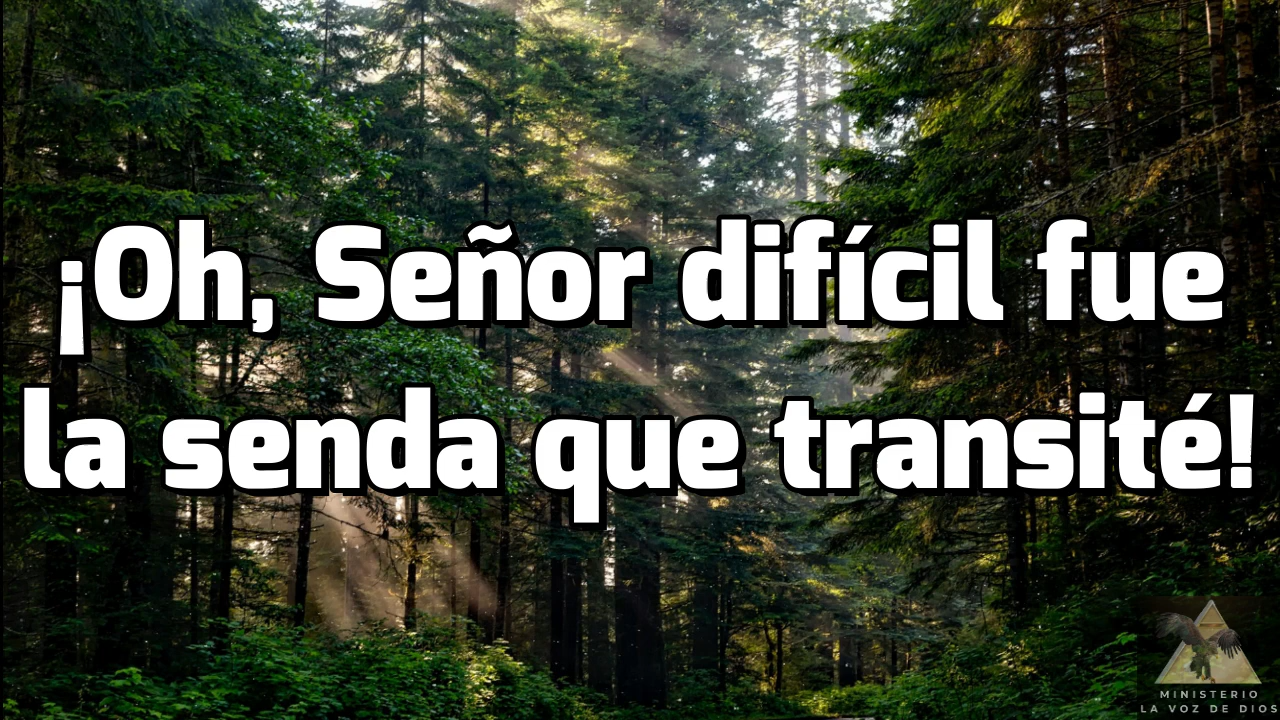 ¡Oh, Señor difícil fue
la senda que transité!
MINISTERIO
LA VOZ DE DIOS